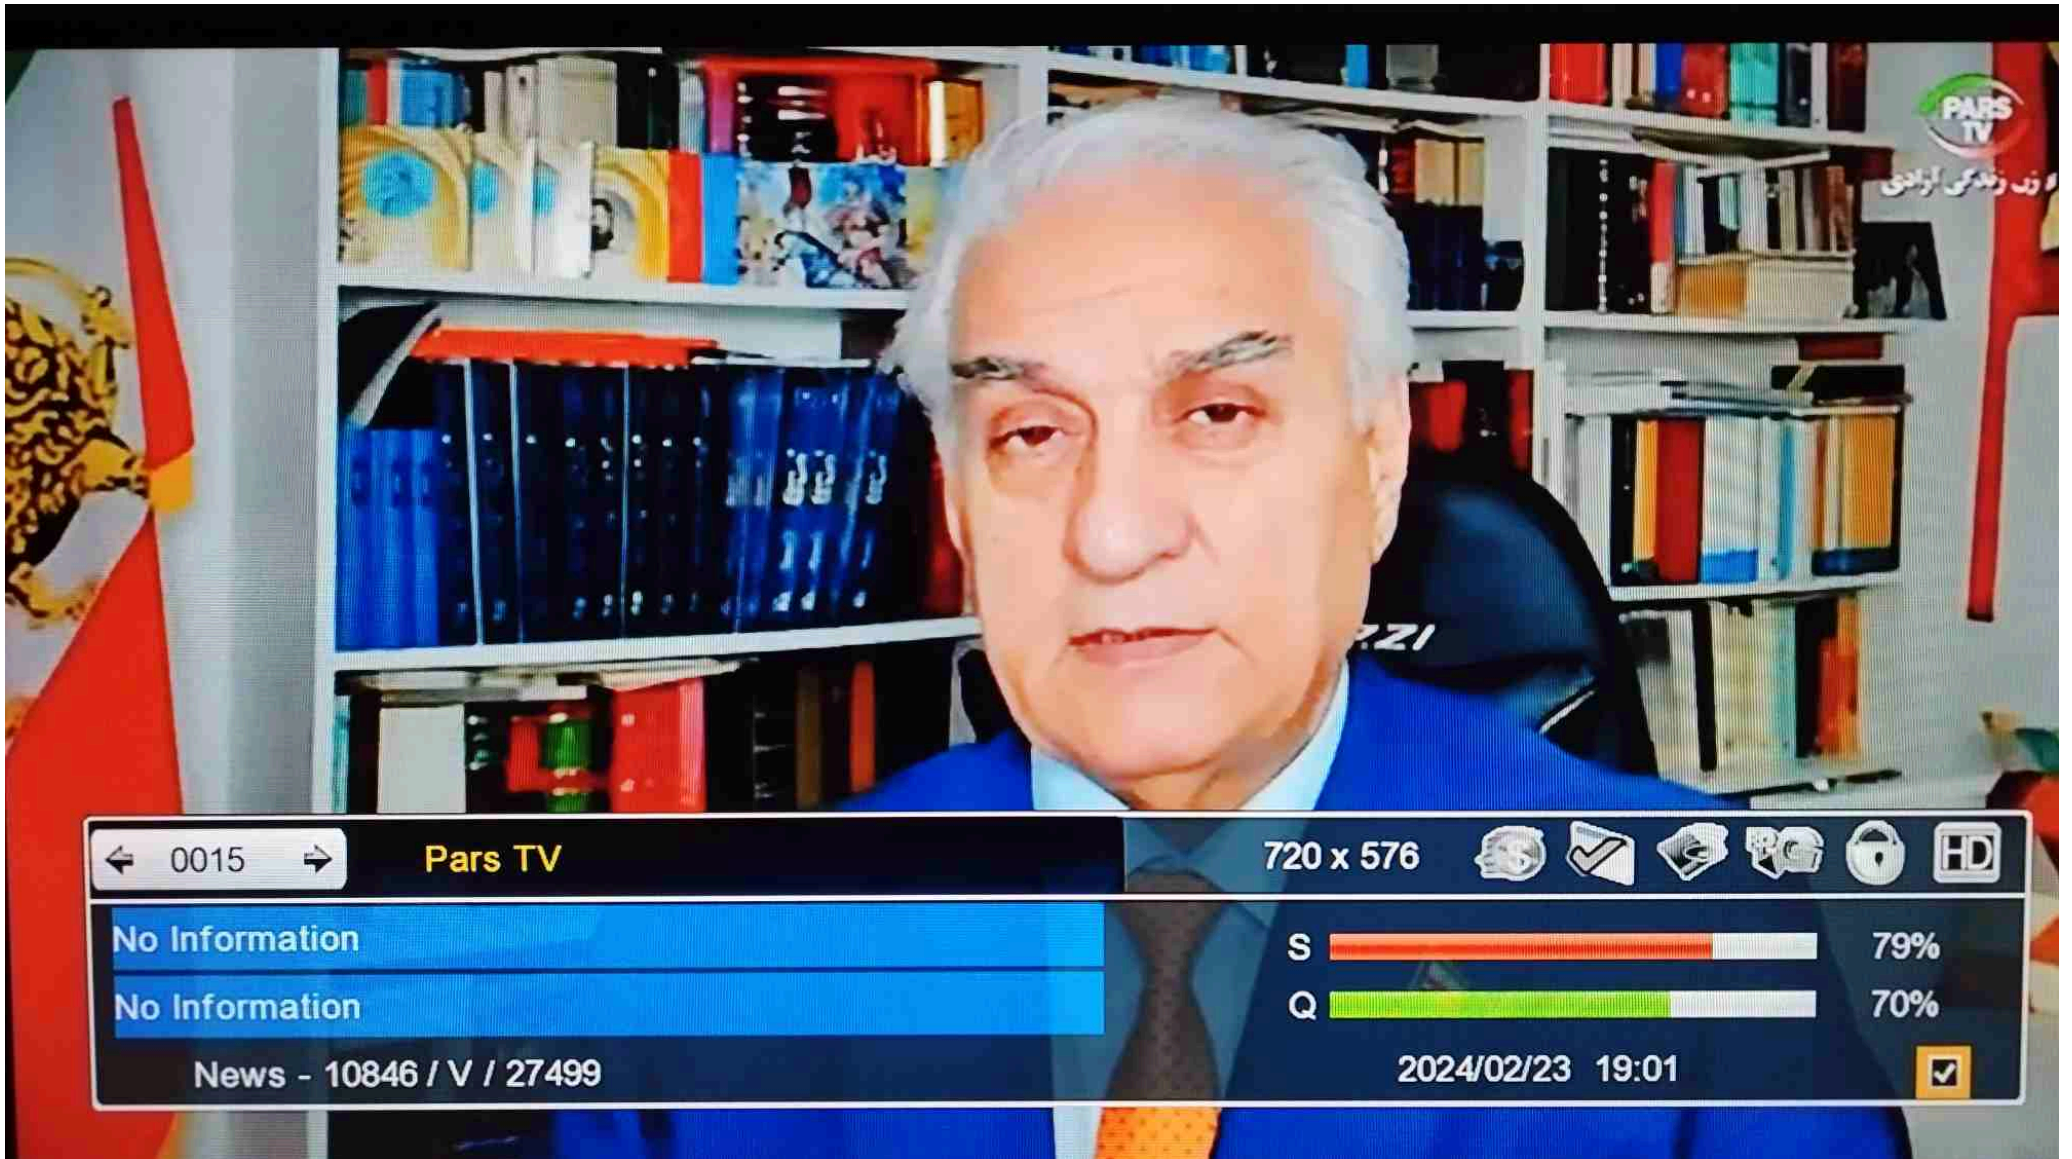 PARS
TV
# زن زندگی آزادی
ZZI
0015
Pars TV
720 x 576
HD
No Information
S
79%
No Information
Q
70%
News - 10846 / V / 27499
2024/02/23 19:01